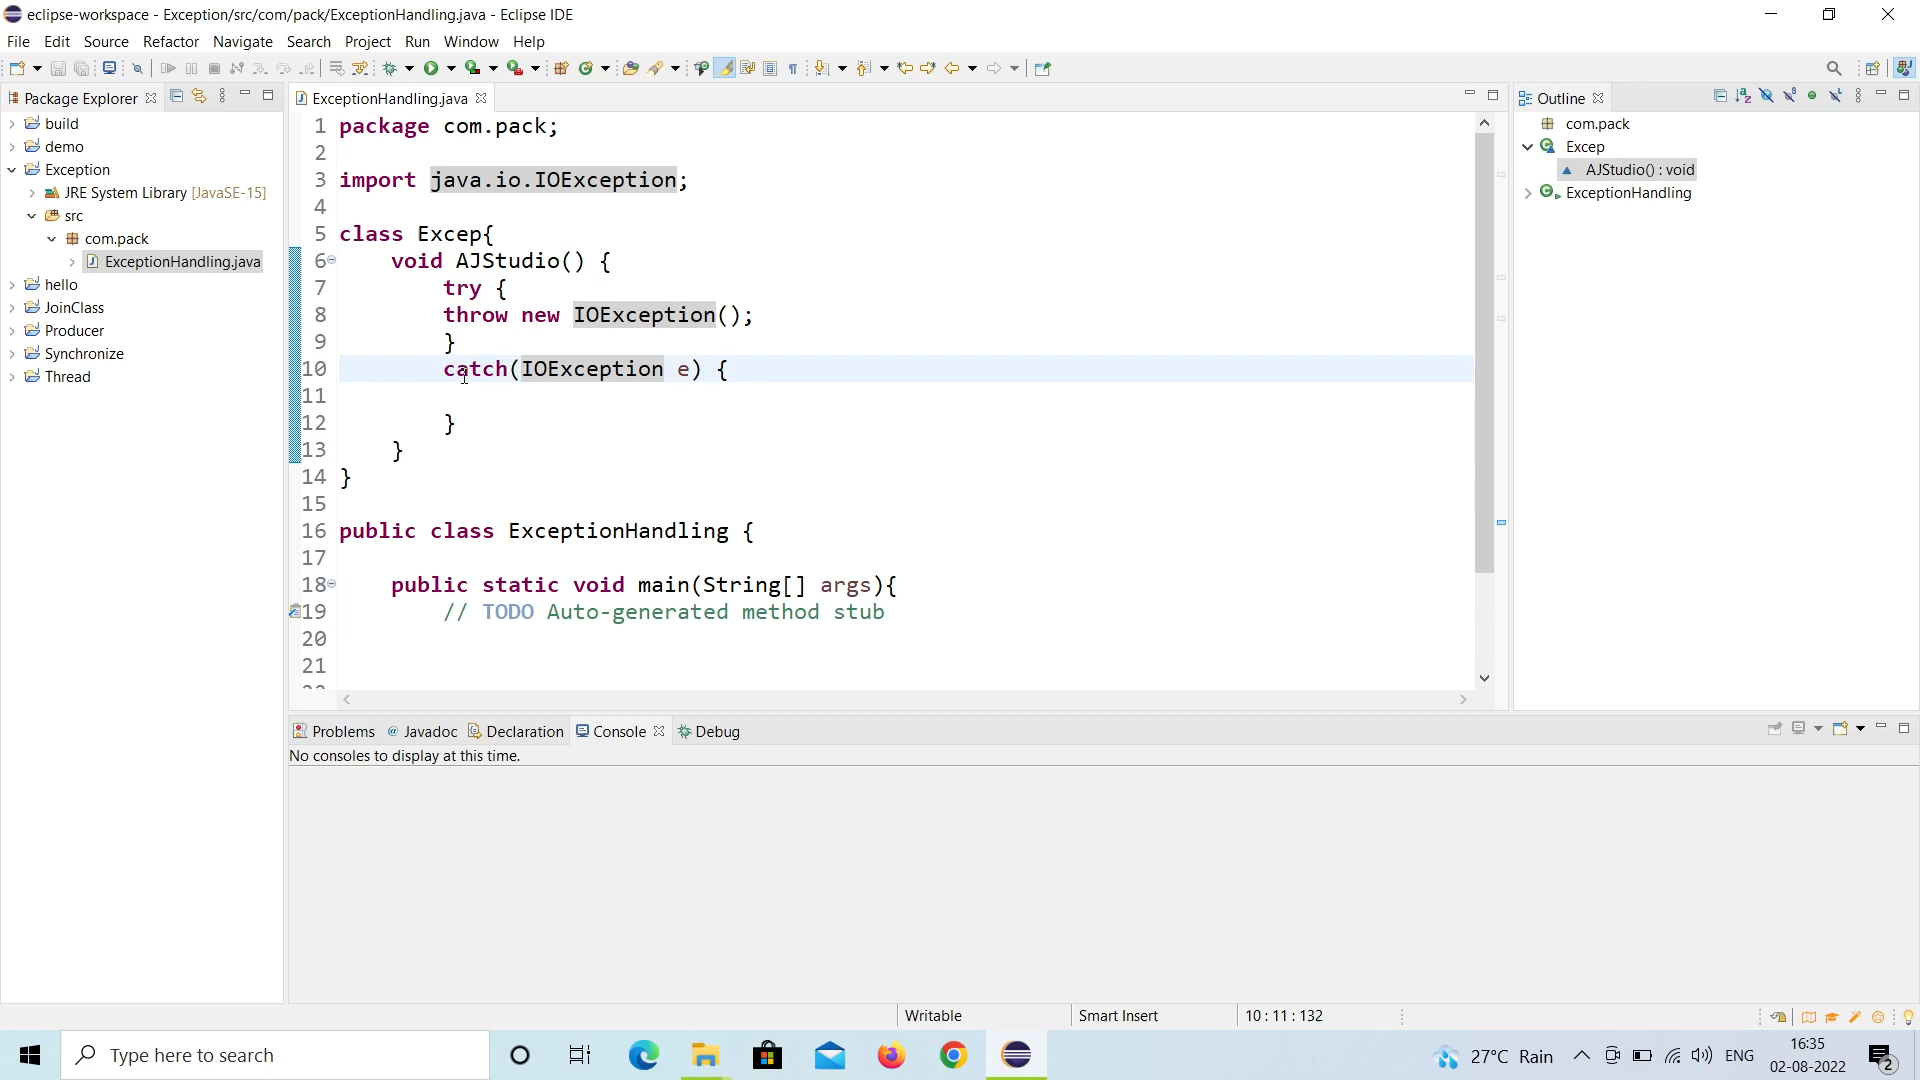 eclipse-workspace - Exception/src/com/pack/ExceptionHandling.java - Eclipse IDE
File Edit Source Refactor Navigate Search Project Run Window Help
Package Explorer
build
demo
Exception
JRE System Library [JavaSE-15]
src
com.pack
ExceptionHandling.java
hello
JoinClass
Producer
Synchronize
Thread
ExceptionHandling.java
1 package com.pack;
2
3 import java.io.IOException;
4
5 class Excep{
6 void AJStudio() {
7 try {
8 throw new IOException();
9 }
10 catch(IOException e) {
11
12 }
13 }
14 }
15
16 public class ExceptionHandling {
17
18 public static void main(String[] args){
19 // TODO Auto-generated method stub
20
21
Outline
com.pack
Excep
AJStudio() : void
ExceptionHandling
Problems @ Javadoc Declaration Console Debug
No consoles to display at this time.
Writable Smart Insert 10 : 11 : 132
Type here to search
27°C Rain ENG 16:35
02-08-2022
2